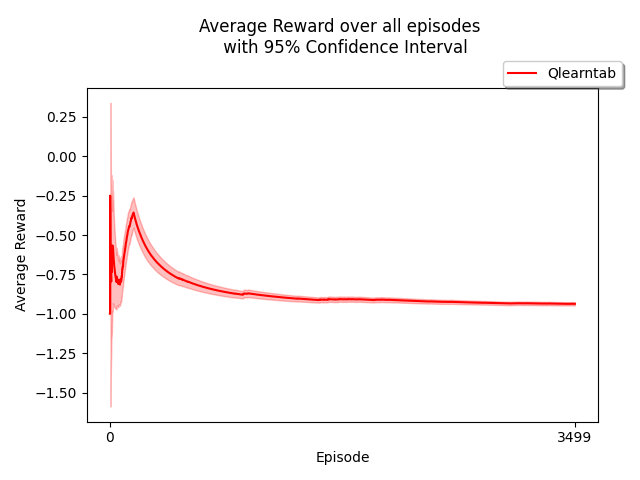 Average Reward over all episodes
with 95% Confidence Interval
Qlearntab
0.25
0.00
−0.25
−0.50
−0.75
−1.00
−1.25
−1.50
Average Reward
0
3499
Episode